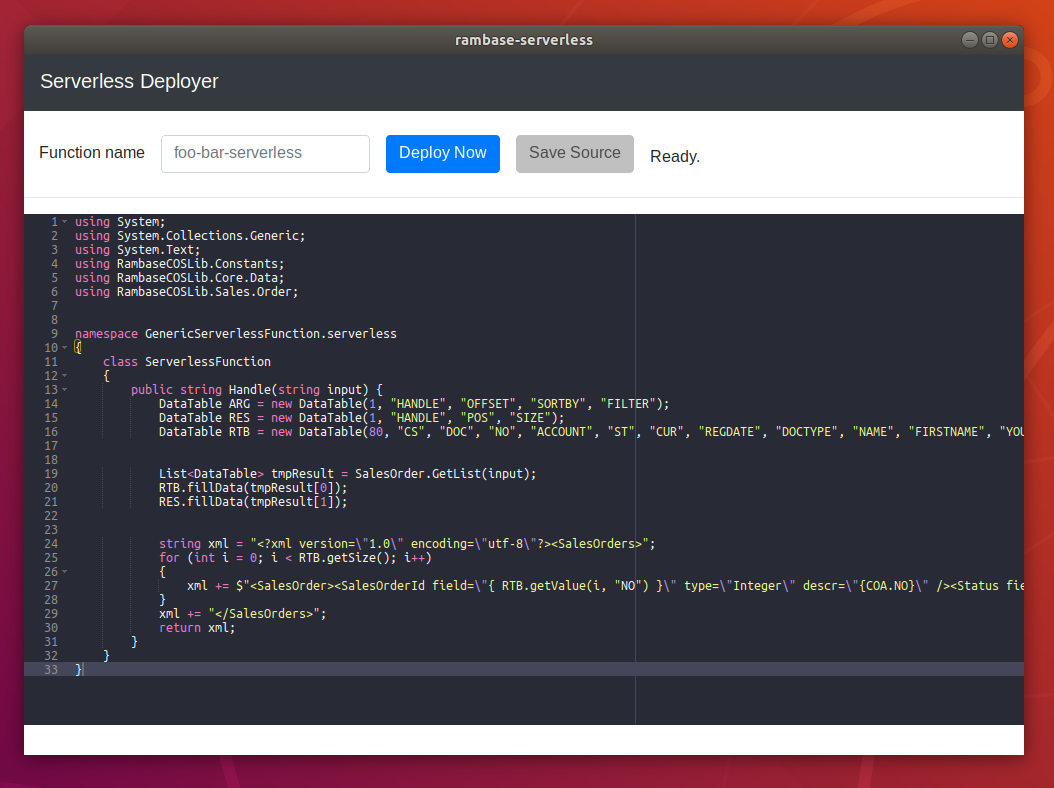 rambase-serverless
Serverless Deployer
Function name foo-bar-serverless Deploy Now Save Source Ready.
1 using System;
2 using System.Collections.Generic;
3 using System.Text;
4 using RambaseCOSLib.Constants;
5 using RambaseCOSLib.Core.Data;
6 using RambaseCOSLib.Sales.Order;
7
8
9 namespace GenericServerlessFunction.serverless
10 {
11     class ServerlessFunction
12     {
13         public string Handle(string input) {
14             DataTable ARG = new DataTable(1, "HANDLE", "OFFSET", "SORTBY", "FILTER");
15             DataTable RES = new DataTable(1, "HANDLE", "POS", "SIZE");
16             DataTable RTB = new DataTable(80, "CS", "DOC", "NO", "ACCOUNT", "ST", "CUR", "REGDATE", "DOCTYPE", "NAME", "FIRSTNAME", "YOU
17
18
19             List<DataTable> tmpResult = SalesOrder.GetList(input);
20             RTB.fillData(tmpResult[0]);
21             RES.fillData(tmpResult[1]);
22
23
24             string xml = "<?xml version=\"1.0\" encoding=\"utf-8\"?><SalesOrders>";
25             for (int i = 0; i < RTB.getSize(); i++)
26             {
27                 xml += $"<SalesOrder><SalesOrderId field=\"{ RTB.getValue(i, "NO") }\" type=\"Integer\" descr=\"{COA.NO}\" /><Status fie
28             }
29             xml += "</SalesOrders>";
30             return xml;
31         }
32     }
33 }